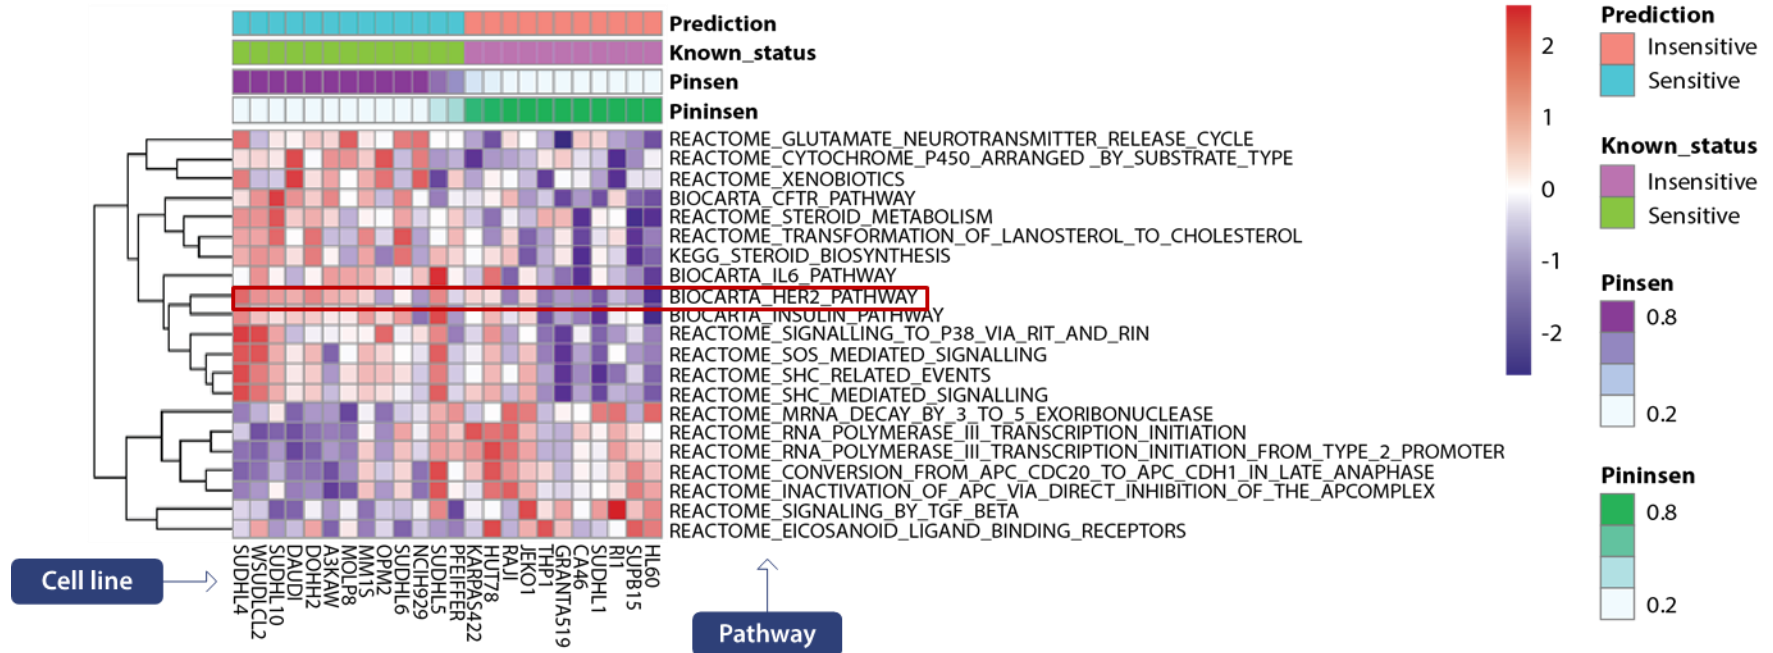 Prediction
Known_status
Pinsen
Pininsen
REACTOME_GLUTAMATE_NEUROTRANSMITTER_RELEASE_CYCLE
REACTOME_CYTOCHROME_P450_ARRANGED _BY_SUBSTRATE_TYPE
REACTOME_XENOBIOTICS
BIOCARTA_CFTR_PATHWAY
REACTOME_STEROID_METABOLISM
REACTOME_TRANSFORMATION_OF_LANOSTEROL_TO_CHOLESTEROL
KEGG_STEROID_BIOSYNTHESIS
BIOCARTA_IL6_PATHWAY
BIOCARTA_HER2_PATHWAY
BIOCARTA_INSULIN_PATHWAY
REACTOME_SIGNALLING_TO_P38_VIA_RIT_AND_RIN
REACTOME_SOS_MEDIATED_SIGNALLING
REACTOME_SHC_RELATED_EVENTS
REACTOME_SHC_MEDIATED_SIGNALLING
REACTOME_MRNA_DECAY_BY_3_TO_5_EXORIBONUCLEASE
REACTOME_RNA_POLYMERASE_III_TRANSCRIPTION_INITIATION
REACTOME_RNA_POLYMERASE_III_TRANSCRIPTION_INITIATION_FROM_TYPE_2_PROMOTER
REACTOME_CONVERSION_FROM_APC_CDC20_TO_APC_CDH1_IN_LATE_ANAPHASE
REACTOME_INACTIVATION_OF_APC_VIA_DIRECT_INHIBITION_OF_THE_APCOMPLEX
REACTOME_SIGNALING_BY_TGF_BETA
REACTOME_EICOSANOID_LIGAND_BINDING_RECEPTORS
SUDHL4
WSUDLCL2
SUDHL10
DAUDI
DOHH2
A3KAW
MOLP8
MM1S
OPM2
SUDHL6
NCIH929
SUDHL5
PFEIFFER
KARPAS422
HUT78
RAJI
JEKO1
THP1
GRANTA519
CA46
SUDHL1
RI1
SUPB15
HL60
Cell line
Pathway
2
1
0
-1
-2
Prediction
Insensitive
Sensitive
Known_status
Insensitive
Sensitive
Pinsen
0.8
0.2
Pininsen
0.8
0.2